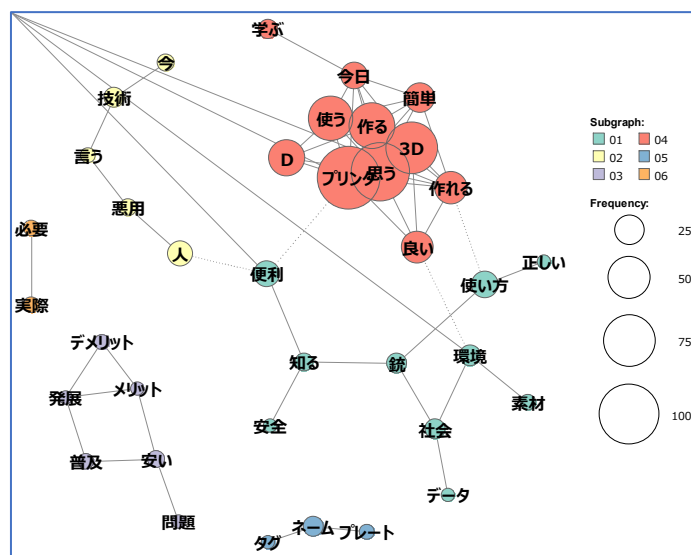 学ぶ
今
今日
技術
簡単
使う
作る
言う
D
3D
プリンタ
思う
作れる
悪用
必要
人
良い
便利
使い方
正しい
実際
デメリット
知る
銃
環境
発展
メリット
素材
安全
社会
普及
安い
データ
問題
ネーム
プレート
タグ
Subgraph:
01 04
02 05
03 06
Frequency:
25
50
75
100